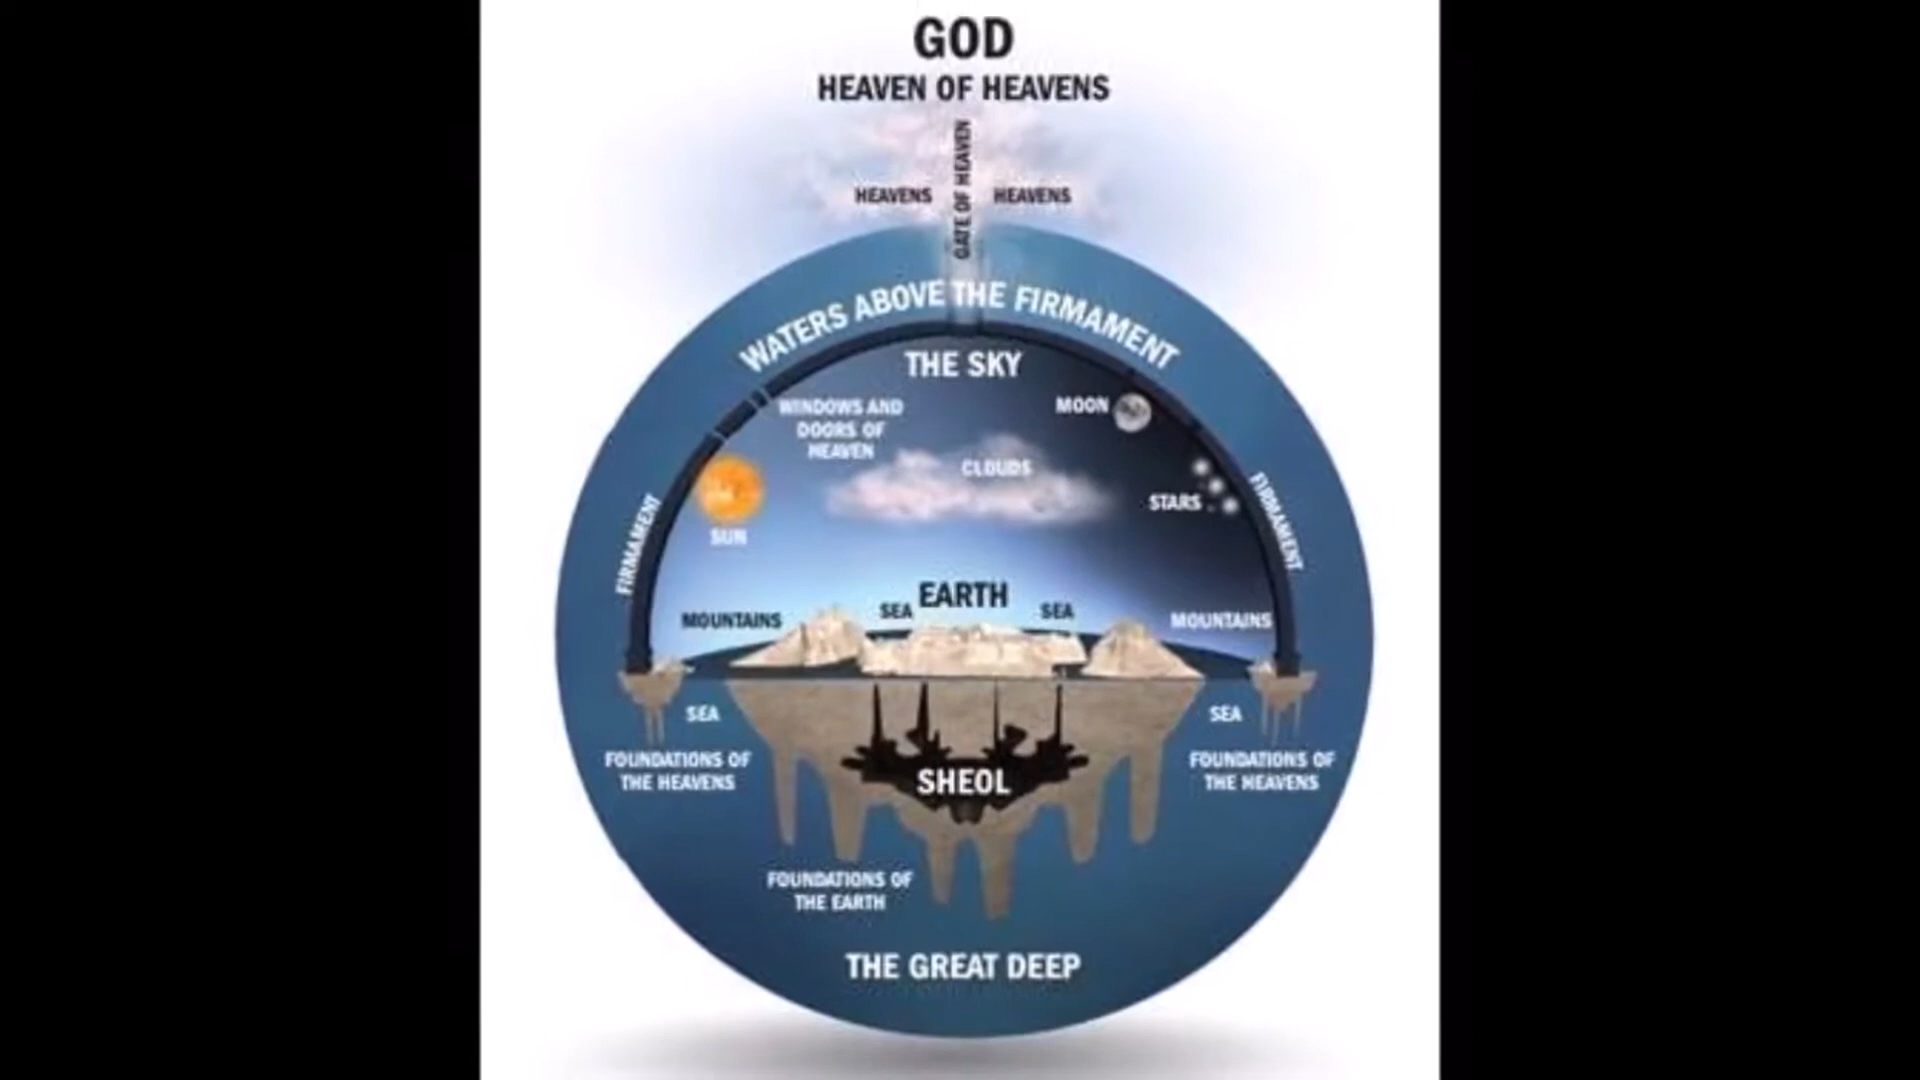 GOD
HEAVEN OF HEAVENS
GATE OF HEAVEN
HEAVENS
HEAVENS
WATERS ABOVE THE FIRMAMENT
THE SKY
WINDOWS AND
DOORS OF
HEAVEN
MOON
CLOUDS
STARS
SUN
FIRMAMENT
FIRMAMENT
EARTH
SEA
SEA
MOUNTAINS
MOUNTAINS
SEA
SEA
FOUNDATIONS OF
THE HEAVENS
FOUNDATIONS OF
THE HEAVENS
SHEOL
FOUNDATIONS OF
THE EARTH
THE GREAT DEEP